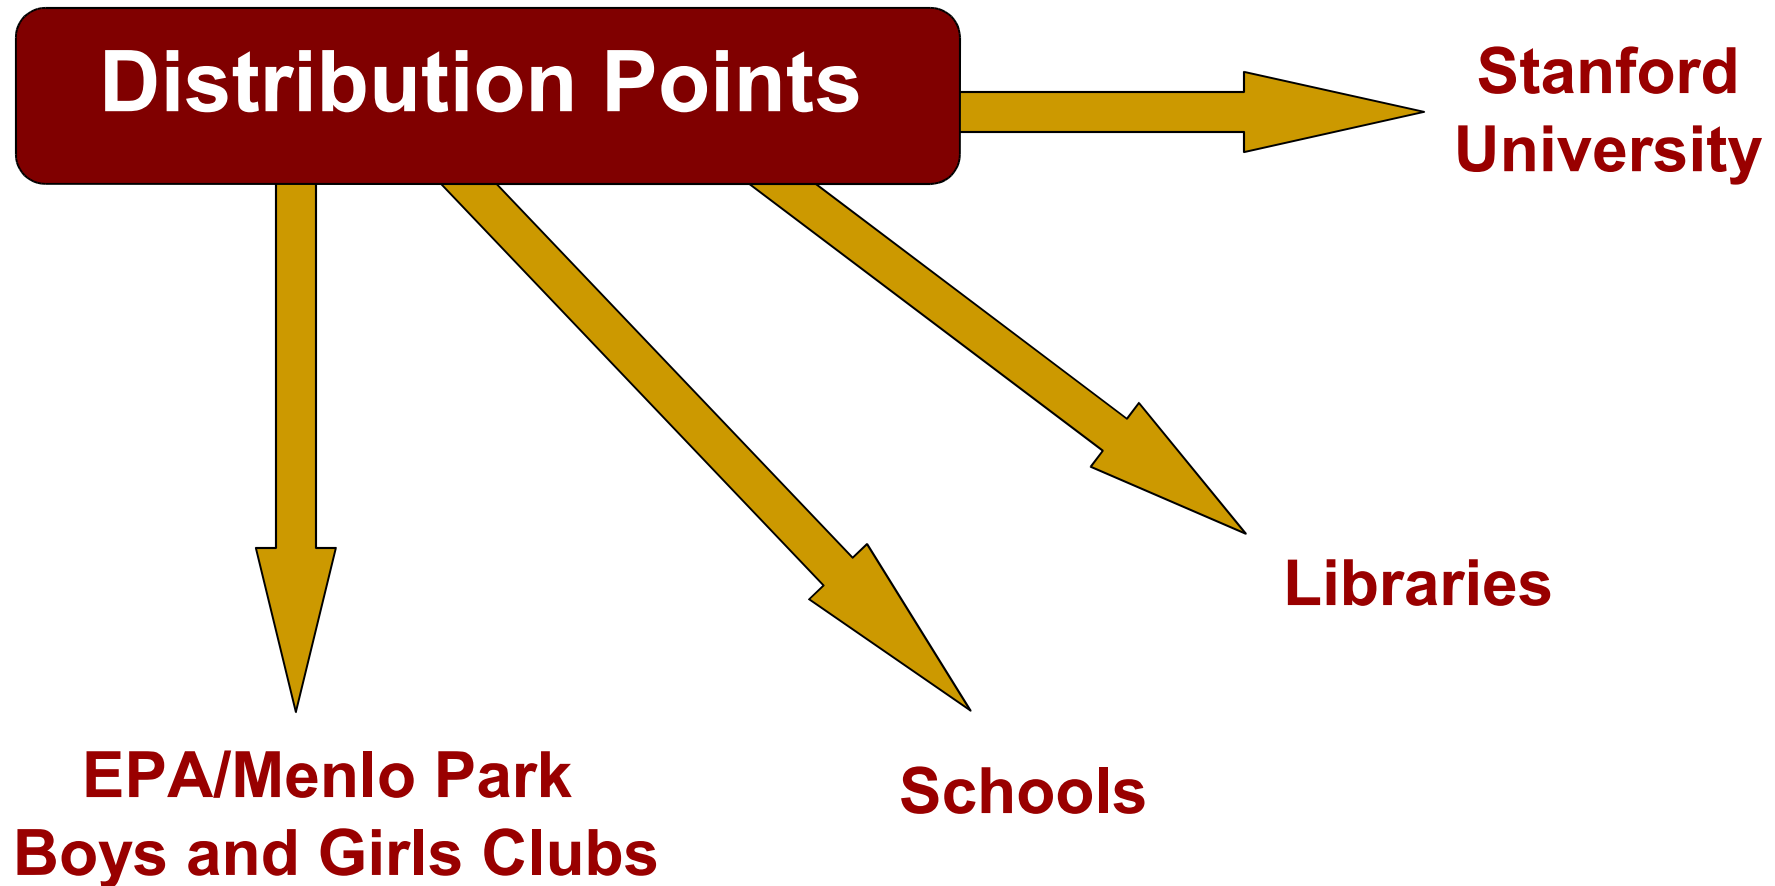 Distribution Points
Stanford
University
Libraries
Schools
EPA/Menlo Park
Boys and Girls Clubs